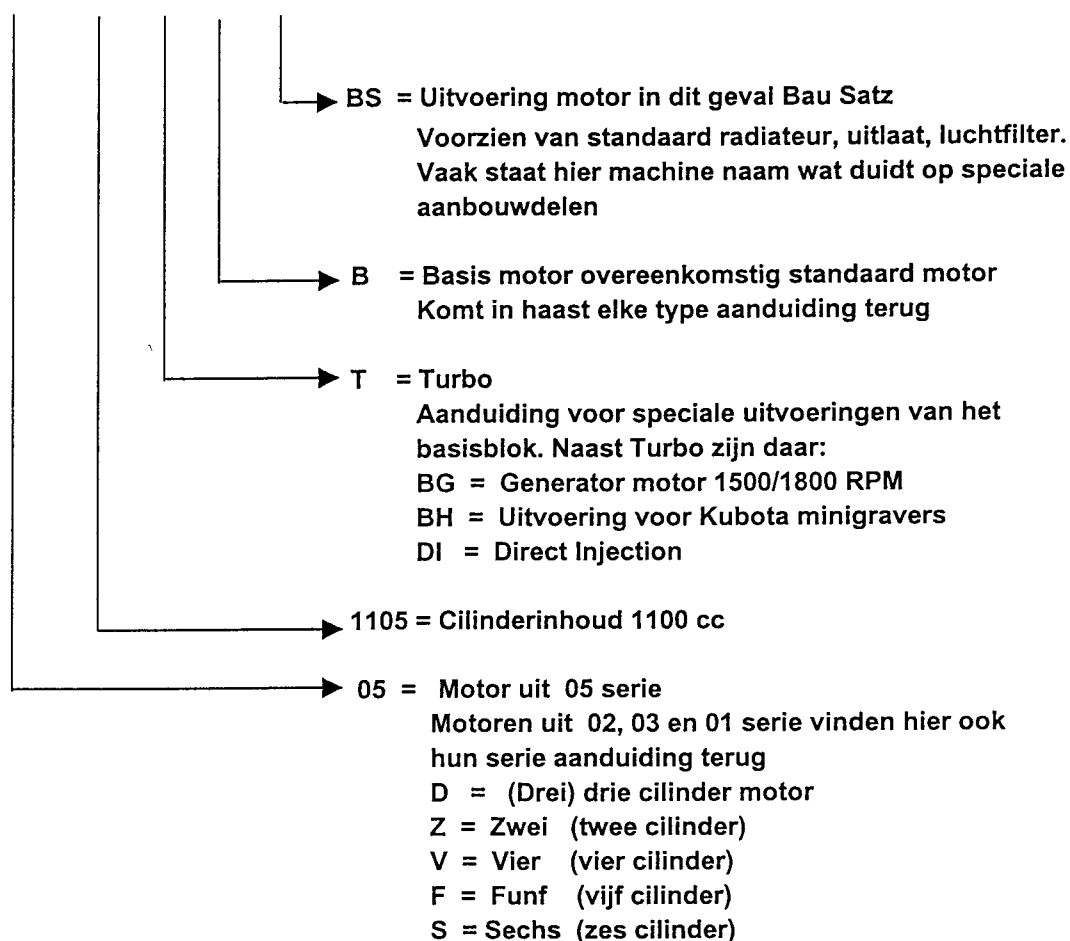 BS = Uitvoering motor in dit geval Bau Satz
Voorzien van standaard radiateur, uitlaat, luchtfilter.
Vaak staat hier machine naam wat duidt op speciale
aanbouwdelen
B = Basis motor overeenkomstig standaard motor
Komt in haast elke type aanduiding terug
T = Turbo
Aanduiding voor speciale uitvoeringen van het
basisblok. Naast Turbo zijn daar:
BG = Generator motor 1500/1800 RPM
BH = Uitvoering voor Kubota minigravers
DI = Direct Injection
1105 = Cilinderinhoud 1100 cc
05 = Motor uit 05 serie
Motoren uit 02, 03 en 01 serie vinden hier ook
hun serie aanduiding terug
D = (Drei) drie cilinder motor
Z = Zwei (twee cilinder)
V = Vier (vier cilinder)
F = Funf (vijf cilinder)
S = Sechs (zes cilinder)